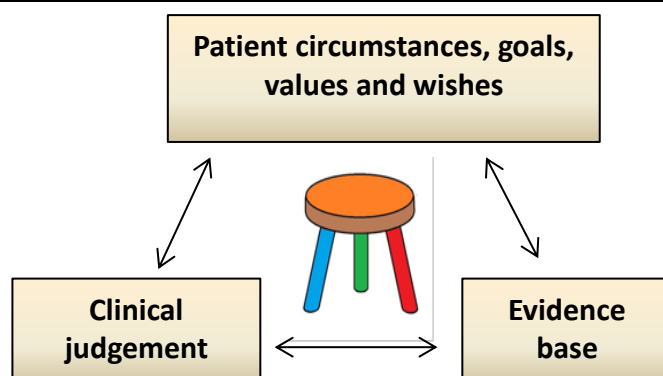 Patient circumstances, goals,
values and wishes
Clinical
judgement
Evidence
base